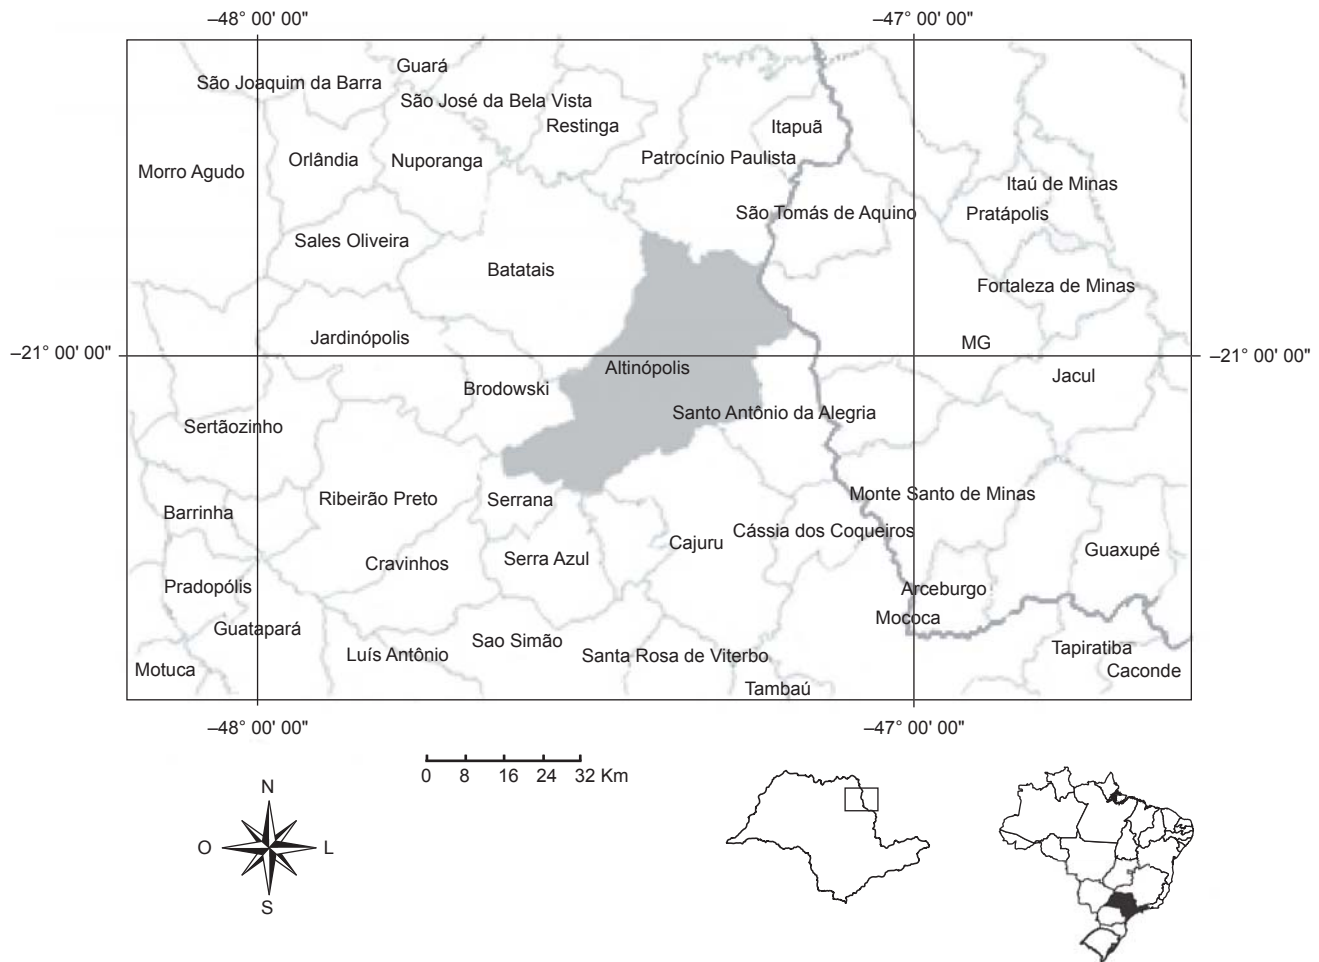 –48° 00' 00"
–47° 00' 00"
Guará
São Joaquim da Barra
São José da Bela Vista
Restinga
Itapuã
Morro Agudo
Orlândia
Nuporanga
Patrocínio Paulista
Itaú de Minas
São Tomás de Aquino
Pratápolis
Sales Oliveira
Batatais
Fortaleza de Minas
Jardinópolis
MG
–21° 00' 00"
–21° 00' 00"
Altinópolis
Jacul
Brodowski
Santo Antônio da Alegria
Sertãozinho
Ribeirão Preto
Serrana
Monte Santo de Minas
Barrinha
Cássia dos Coqueiros
Cajuru
Guaxupé
Serra Azul
Cravinhos
Pradopólis
Arceburgo
Mococa
Guatapará
Sao Simão
Luís Antônio
Santa Rosa de Viterbo
Tapiratiba
Motuca
Caconde
Tambaú
–48° 00' 00"
–47° 00' 00"
0 8 16 24 32 Km
N
O L
S